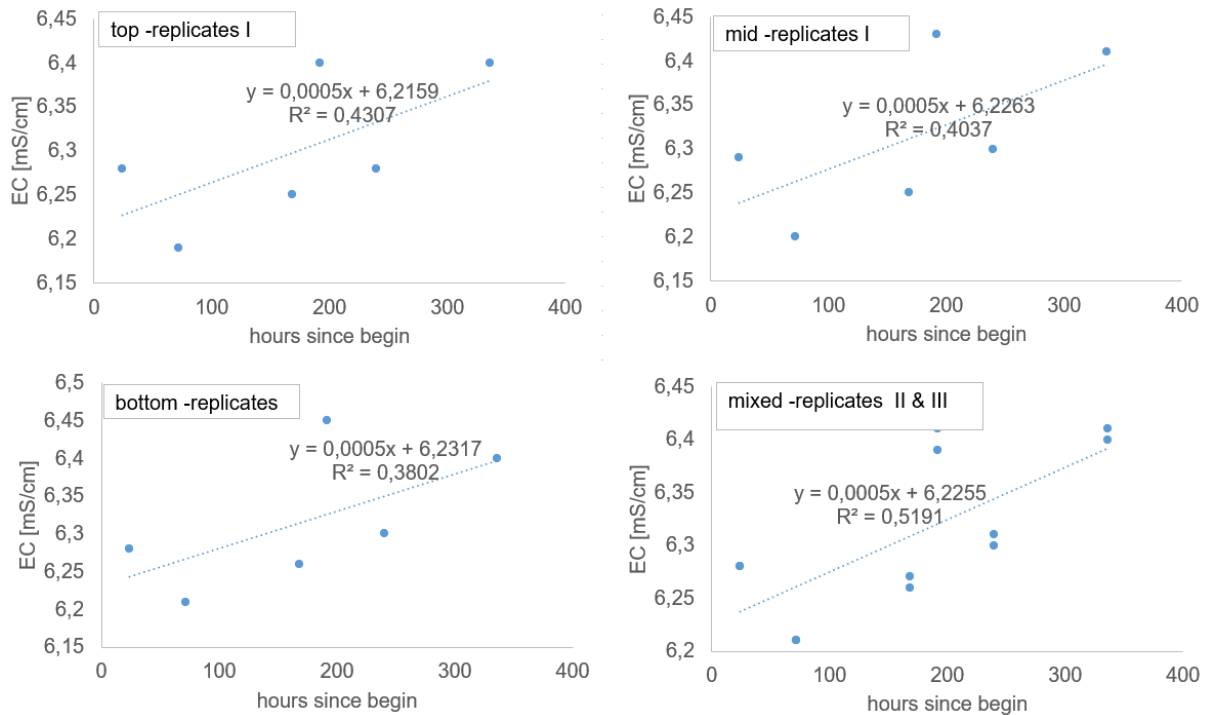 top -replicates I
6,45
6,4
6,35
6,3
6,25
6,2
6,15
EC [mS/cm]
y = 0,0005x + 6,2159
R² = 0,4307
0 100 200 300 400
hours since begin
mid -replicates I
6,45
6,4
6,35
6,3
6,25
6,2
6,15
EC [mS/cm]
y = 0,0005x + 6,2263
R² = 0,4037
0 100 200 300 400
hours since begin
bottom -replicates
6,5
6,45
6,4
6,35
6,3
6,25
6,2
6,15
EC [mS/cm]
y = 0,0005x + 6,2317
R² = 0,3802
0 100 200 300 400
hours since begin
mixed -replicates II & III
6,45
6,4
6,35
6,3
6,25
6,2
EC [mS/cm]
y = 0,0005x + 6,2255
R² = 0,5191
0 100 200 300 400
hours since begin